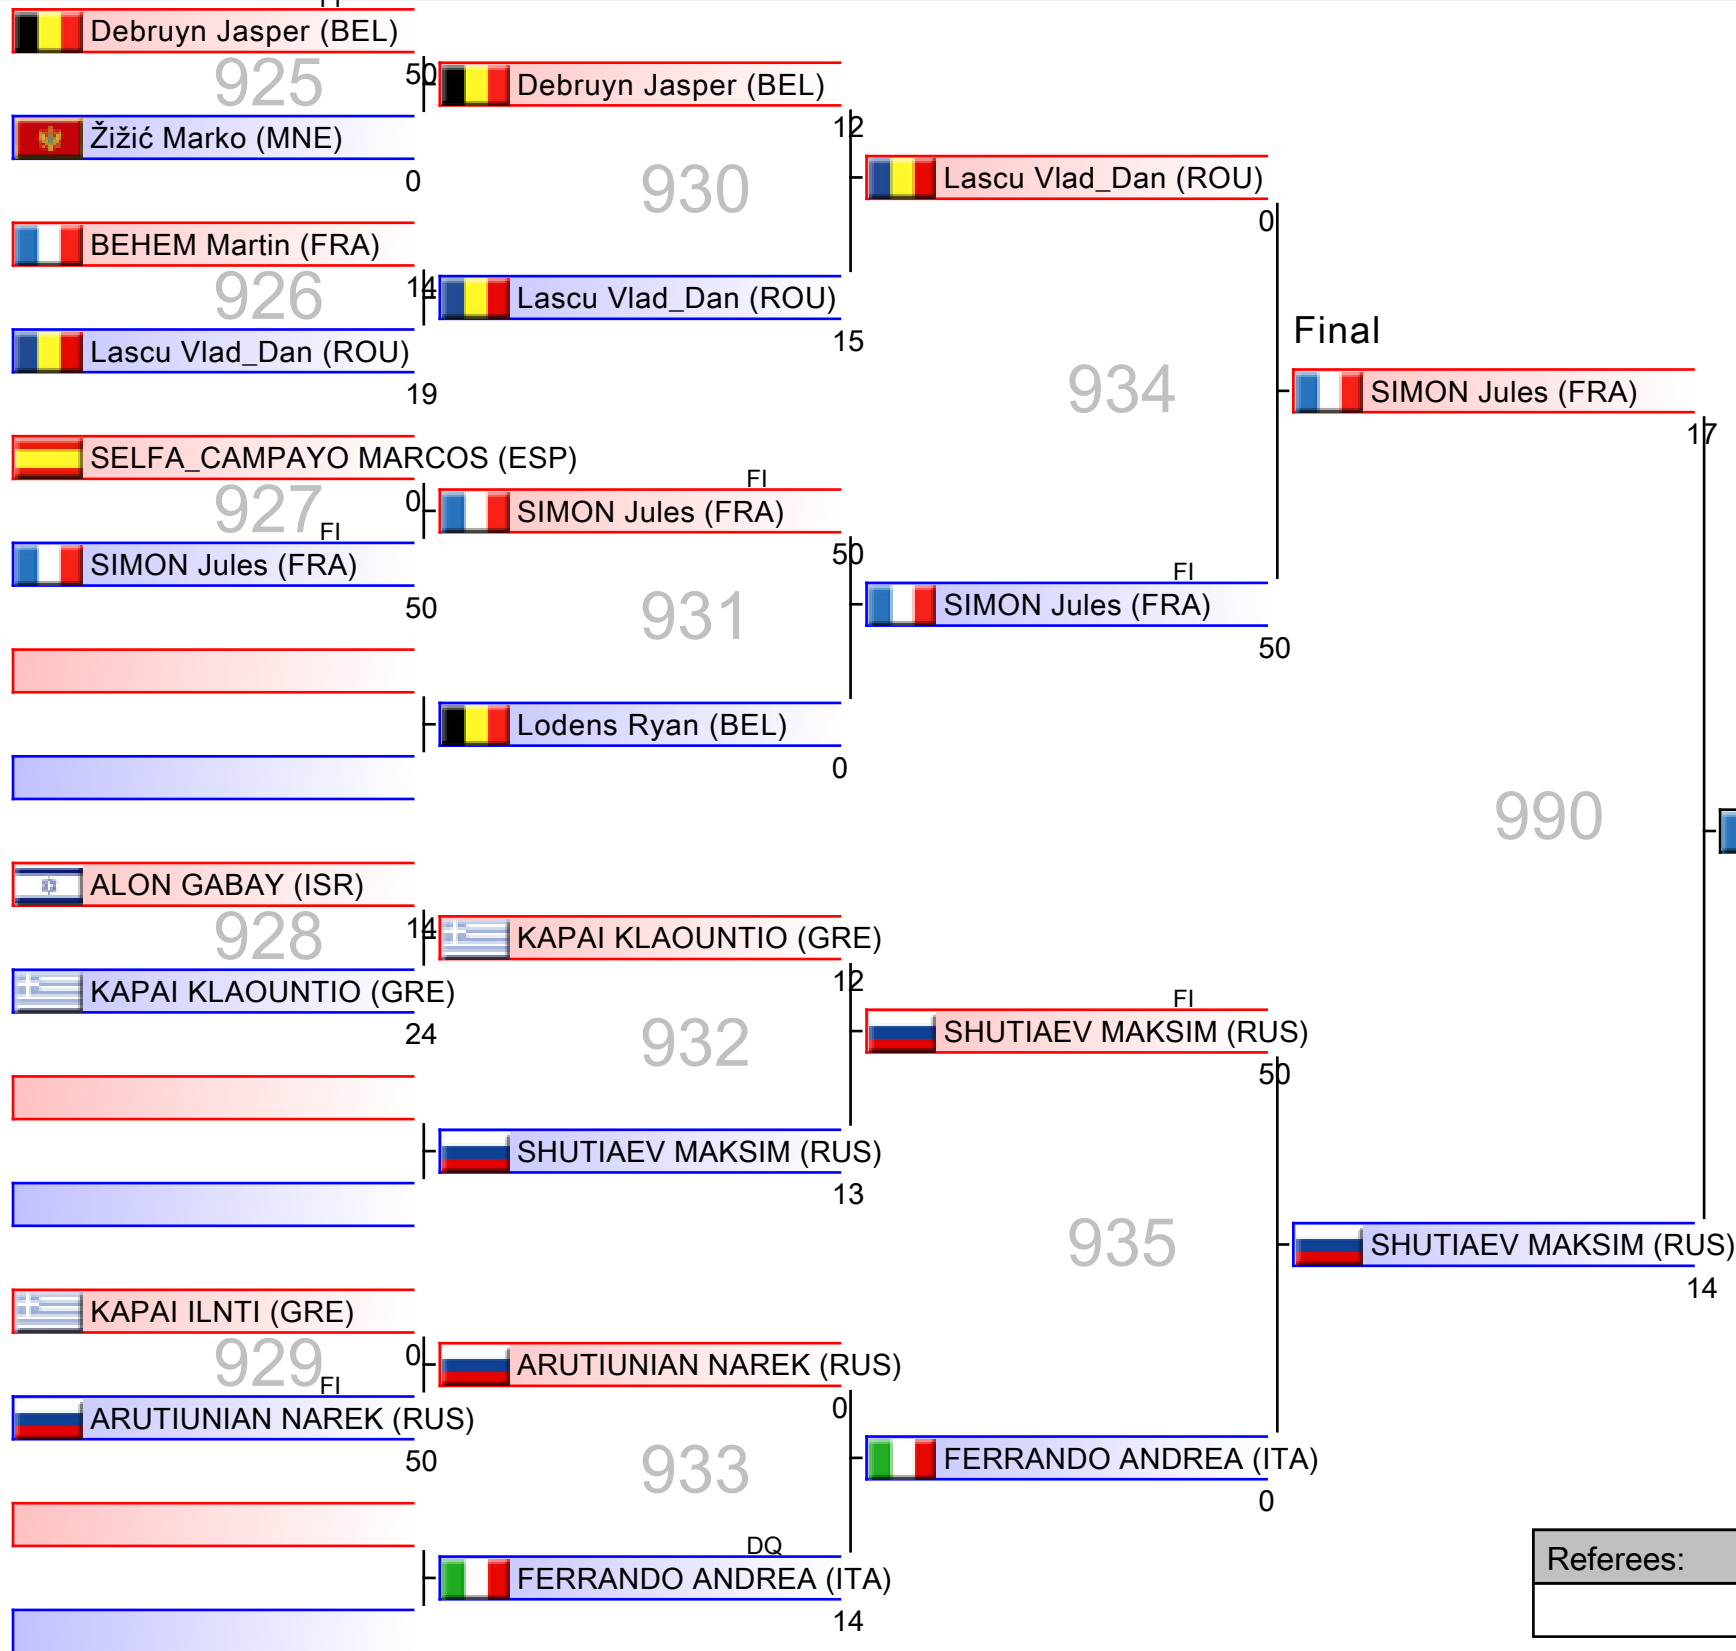 Debruyn Jasper (BEL)
925
50
Žižić Marko (MNE)
0
BEHEM Martin (FRA)
926
14
Lascu Vlad_Dan (ROU)
19
SELFA_CAMPAYO MARCOS (ESP)
927
0
FI
SIMON Jules (FRA)
50
ALON GABAY (ISR)
928
14
KAPAI KLAOUNTIO (GRE)
24
KAPAI ILNTI (GRE)
929
0
FI
ARUTIUNIAN NAREK (RUS)
50
Debruyn Jasper (BEL)
12
930
Lascu Vlad_Dan (ROU)
15
FI
SIMON Jules (FRA)
50
931
Lodens Ryan (BEL)
0
KAPAI KLAOUNTIO (GRE)
12
932
SHUTIAEV MAKSIM (RUS)
13
ARUTIUNIAN NAREK (RUS)
0
933
DQ
FERRANDO ANDREA (ITA)
14
Lascu Vlad_Dan (ROU)
0
934
FI
SIMON Jules (FRA)
50
FI
SHUTIAEV MAKSIM (RUS)
50
935
FERRANDO ANDREA (ITA)
0
Final
SIMON Jules (FRA)
17
990
SHUTIAEV MAKSIM (RUS)
14
Referees: